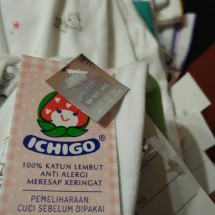 ICHIGO
100% KATUN LEMBUT
ANTI ALERGI
MERESAP KERINGAT
PEMELIHARAAN:
CUCI SEBELUM DIPAKAI